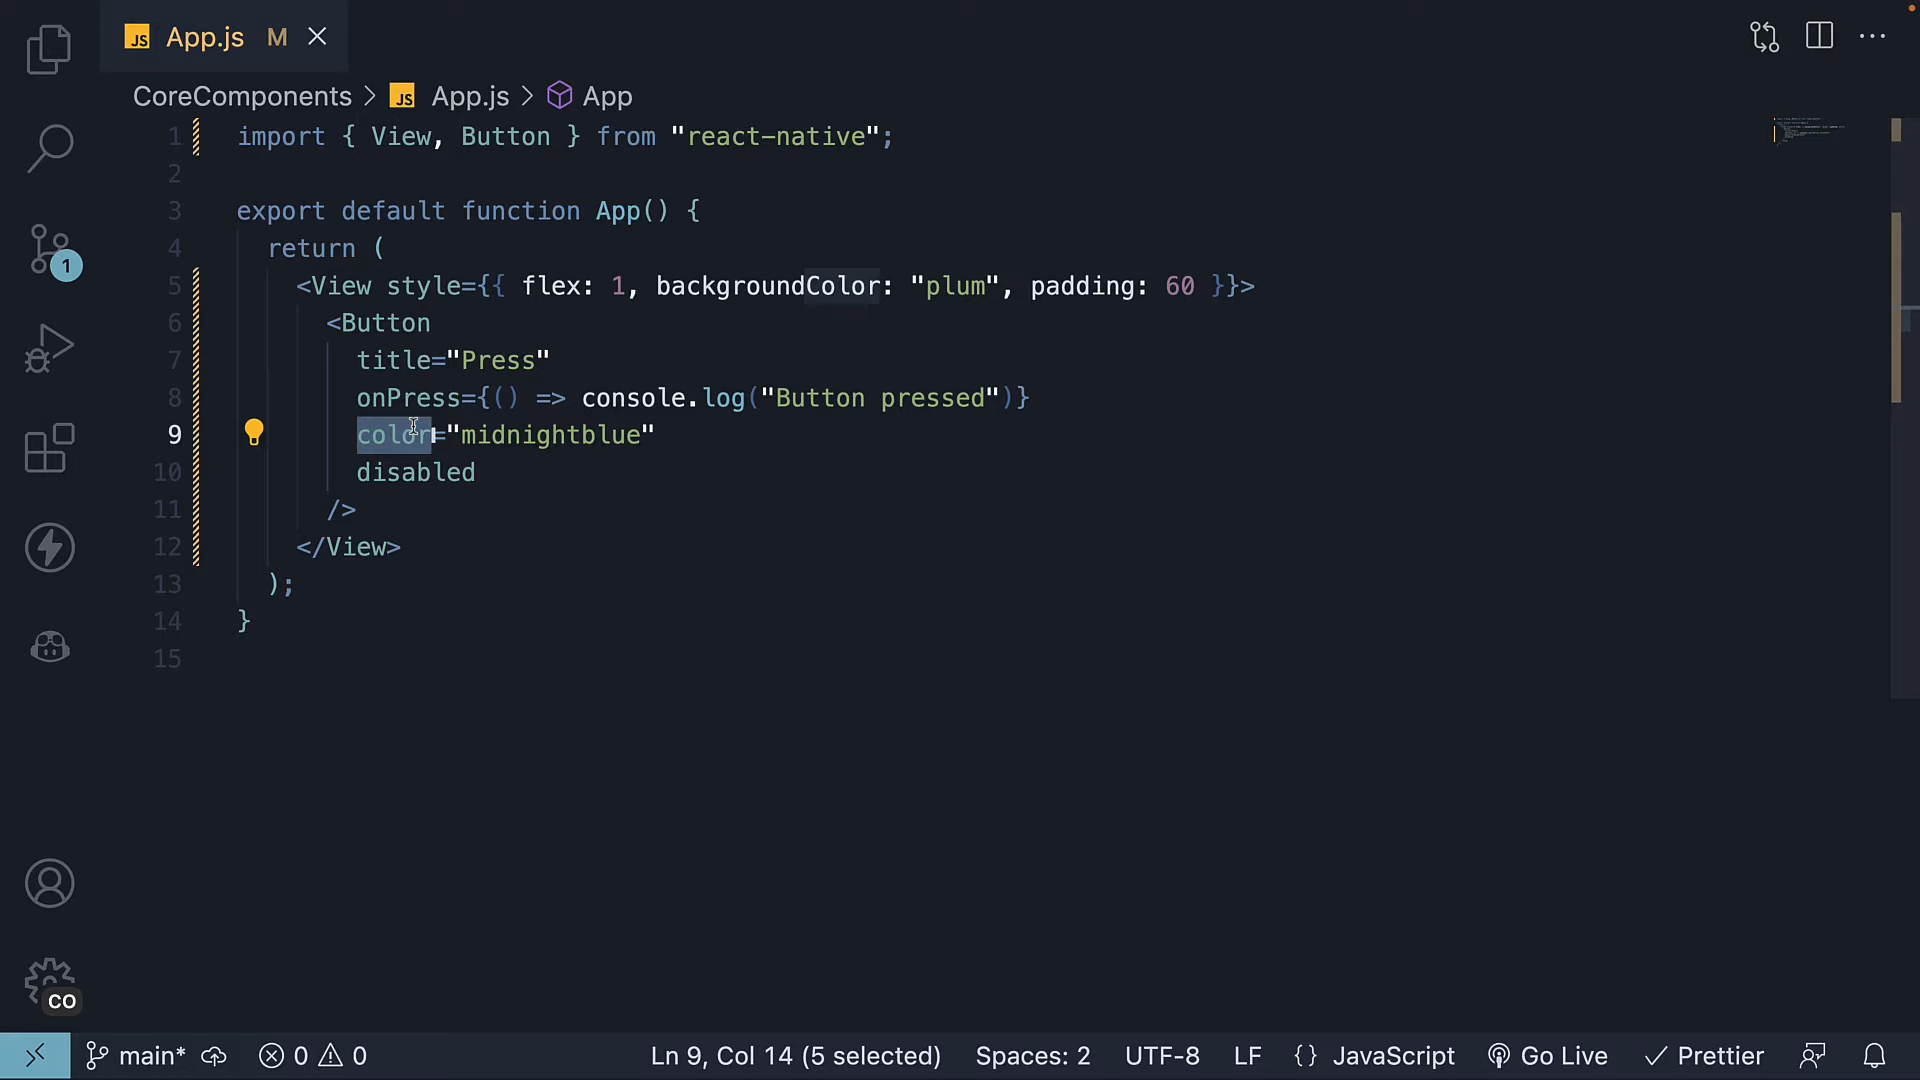 JS App.js M
CoreComponents > JS App.js > App
1 import { View, Button } from "react-native";
2
3 export default function App() {
4 return (
5 <View style={{ flex: 1, backgroundColor: "plum", padding: 60 }}>
6 <Button
7 title="Press"
8 onPress={() => console.log("Button pressed")}
9 color="midnightblue"
10 disabled
11 />
12 </View>
13 );
14 }
15
1
CO
main* 0 0 Ln 9, Col 14 (5 selected) Spaces: 2 UTF-8 LF {} JavaScript Go Live Prettier